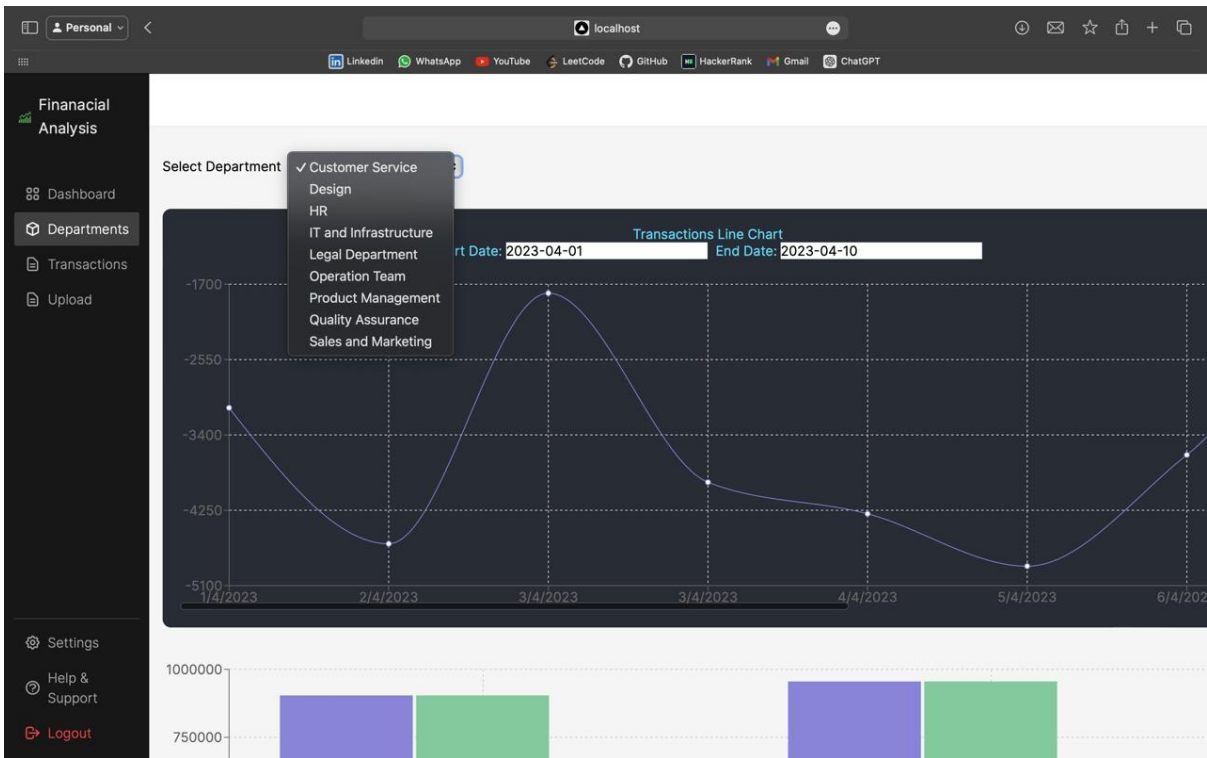 Personal
localhost
Linkedin WhatsApp YouTube LeetCode GitHub HackerRank Gmail ChatGPT
Finanacial
Analysis
Dashboard
Departments
Transactions
Upload
Settings
Help &
Support
Logout
Select Department
✓ Customer Service
Design
HR
IT and Infrastructure
Legal Department
Operation Team
Product Management
Quality Assurance
Sales and Marketing
Transactions Line Chart
rt Date: 2023-04-01 End Date: 2023-04-10
-1700
-2550
-3400
-4250
-5100
1/4/2023 2/4/2023 3/4/2023 3/4/2023 4/4/2023 5/4/2023 6/4/202
1000000
750000